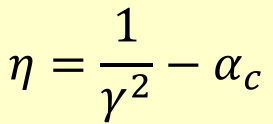 η = 1/γ² − α_c